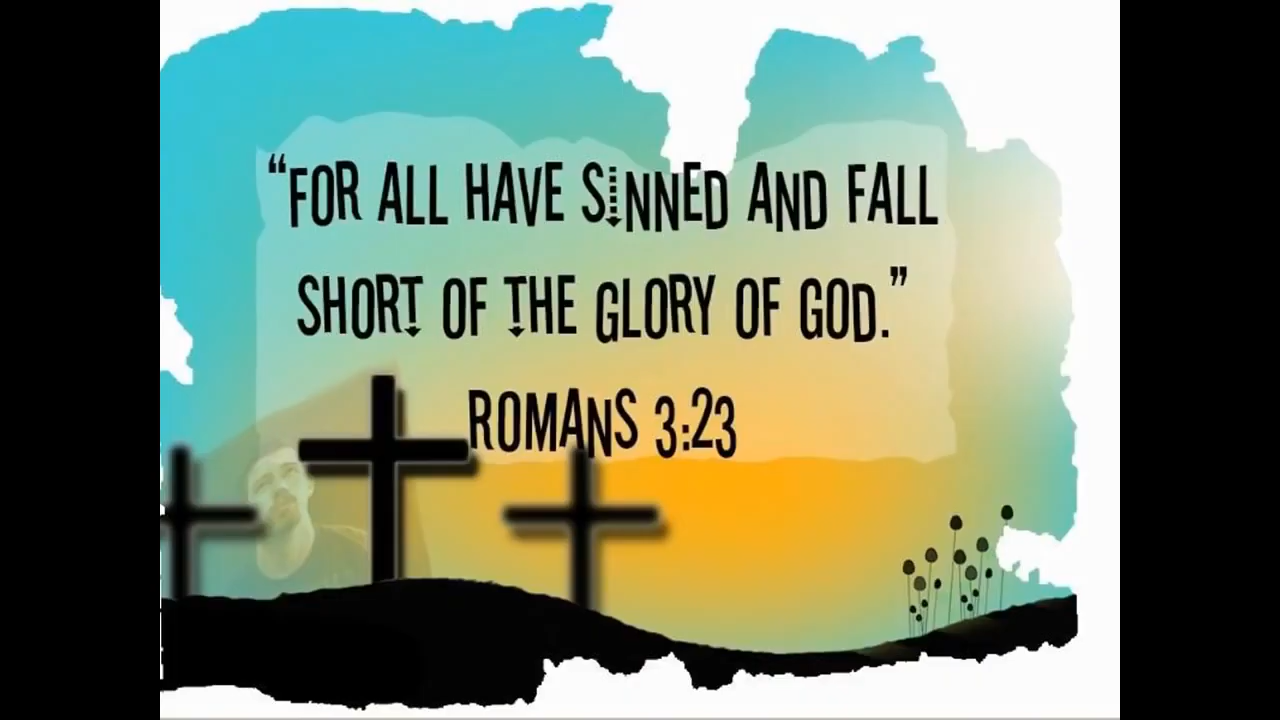 “FOR ALL HAVE SINNED AND FALL
SHORT OF THE GLORY OF GOD.”
ROMANS 3:23